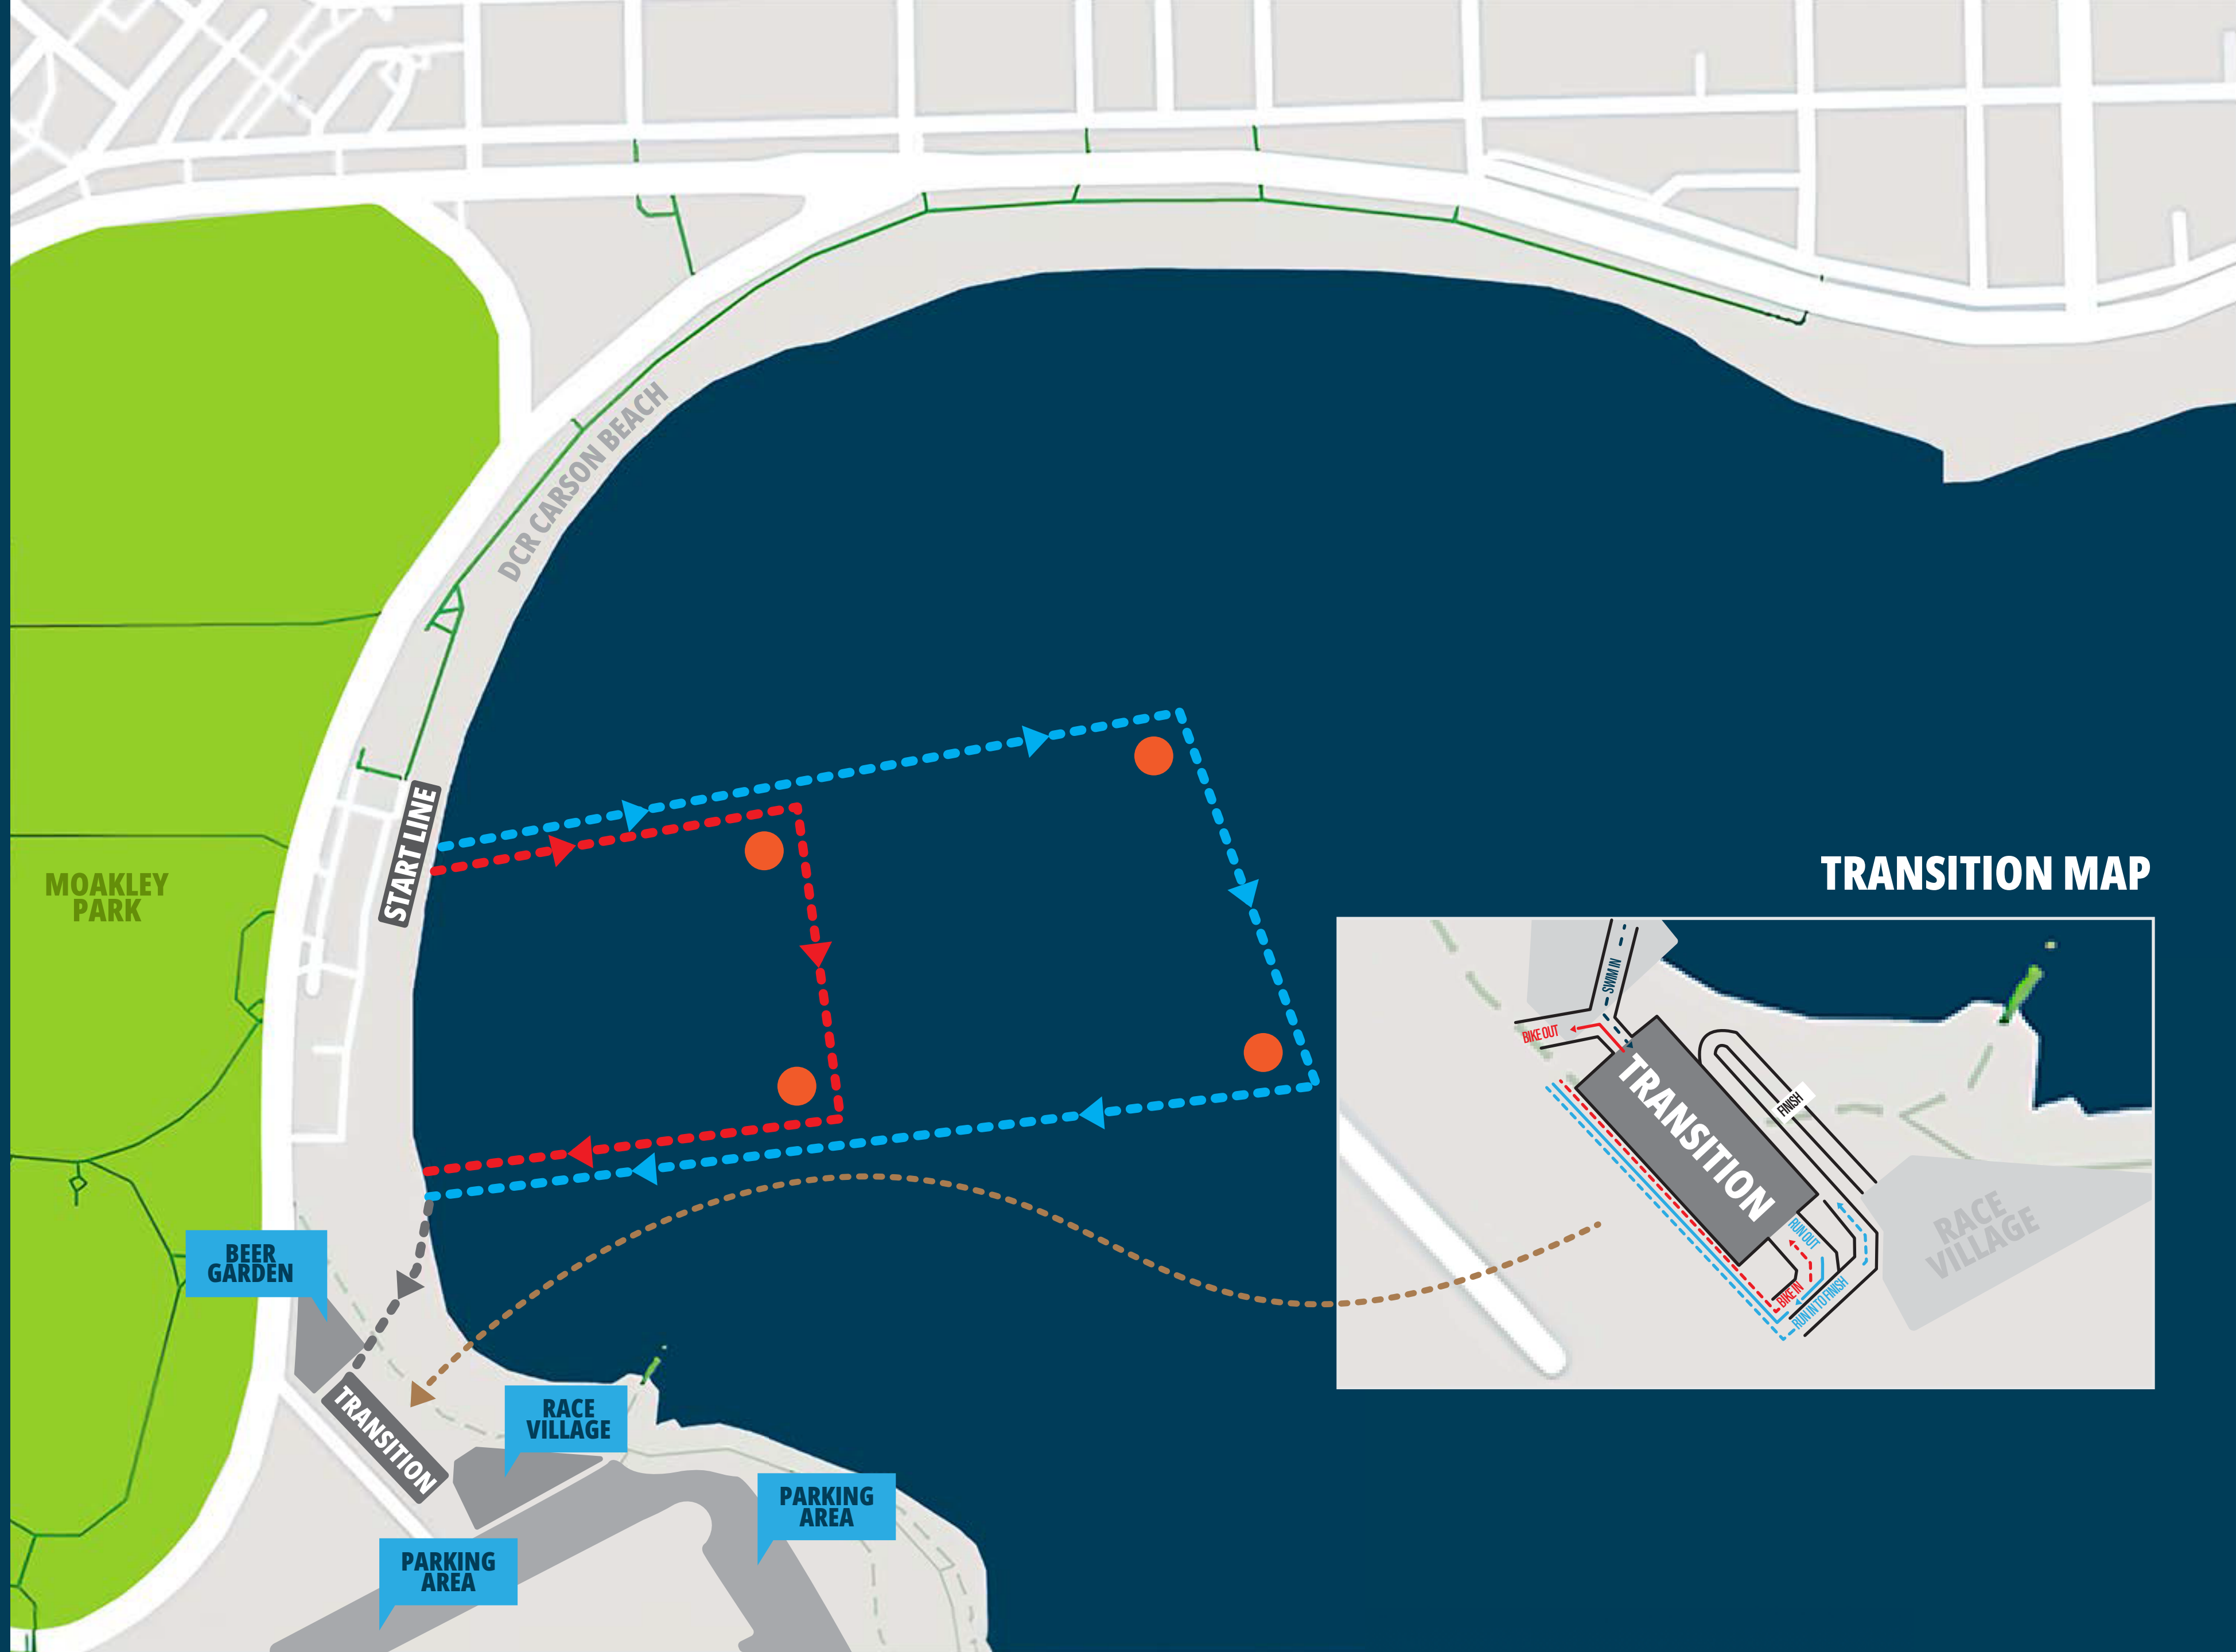 DCR CARSON BEACH
START LINE
MOAKLEY
PARK
TRANSITION MAP
SWIM IN
BIKE OUT
TRANSITION
FINISH
RACE
VILLAGE
RUN OUT
BIKE IN
RUN IN TO FINISH
BEER
GARDEN
TRANSITION
RACE
VILLAGE
PARKING
AREA
PARKING
AREA